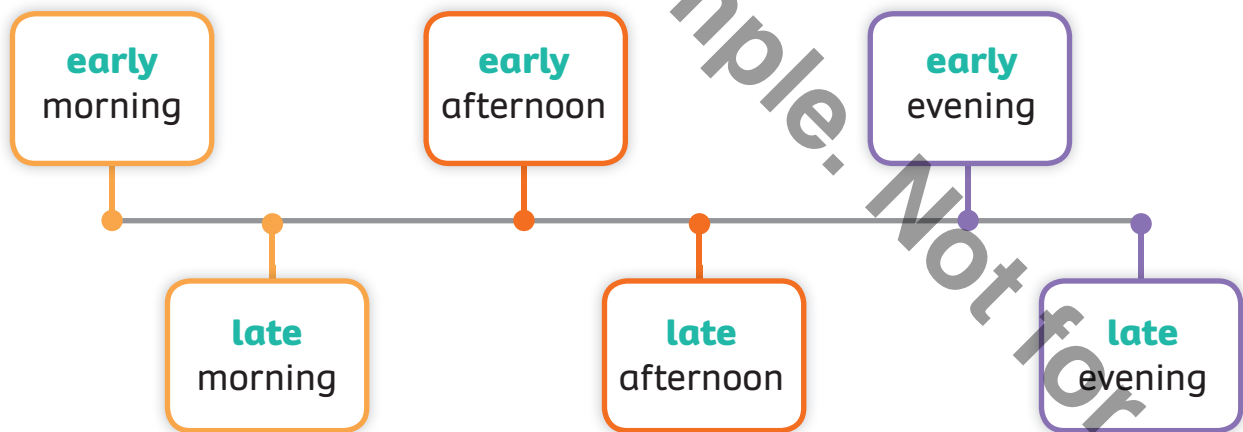 early
morning
early
afternoon
early
evening
late
morning
late
afternoon
late
evening
mple. Not for